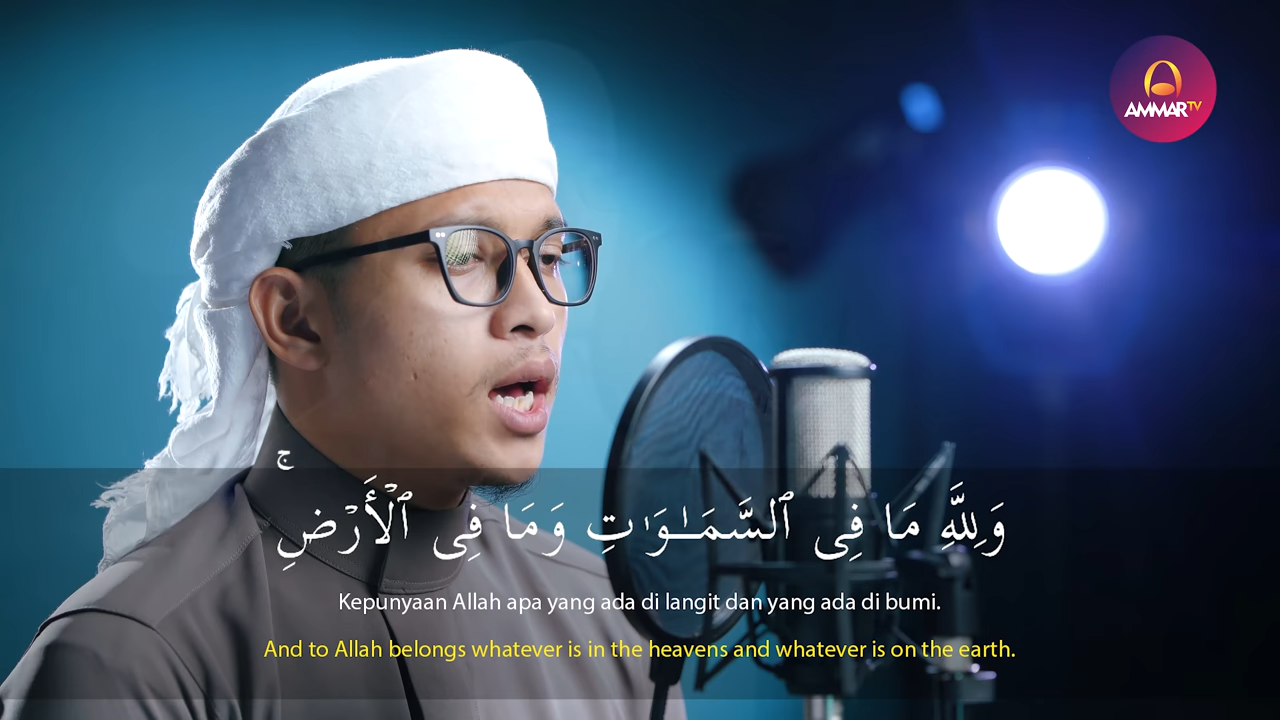 AMMAR TV
وَلِلَّهِ مَا فِى ٱلسَّمَـٰوَٰتِ وَمَا فِى ٱلْأَرْضِ ۚ
Kepunyaan Allah apa yang ada di langit dan yang ada di bumi.
And to Allah belongs whatever is in the heavens and whatever is on the earth.